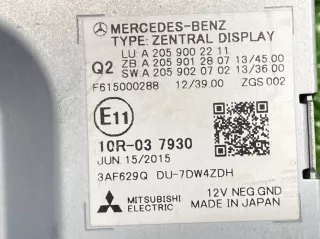 MERCEDES-BENZ
TYPE: ZENTRAL DISPLAY
LU A 205 900 22 11
Q2 ZB A 205 901 28 07 13/45 00
SW A 205 902 07 02 13/36 00
F615000288 12/39.00 ZGS 002
E11
10R-03 7930
JUN 15/2015
3AF629Q DU-7DW4ZDH
MITSUBISHI ELECTRIC
12V NEG GND
MADE IN JAPAN